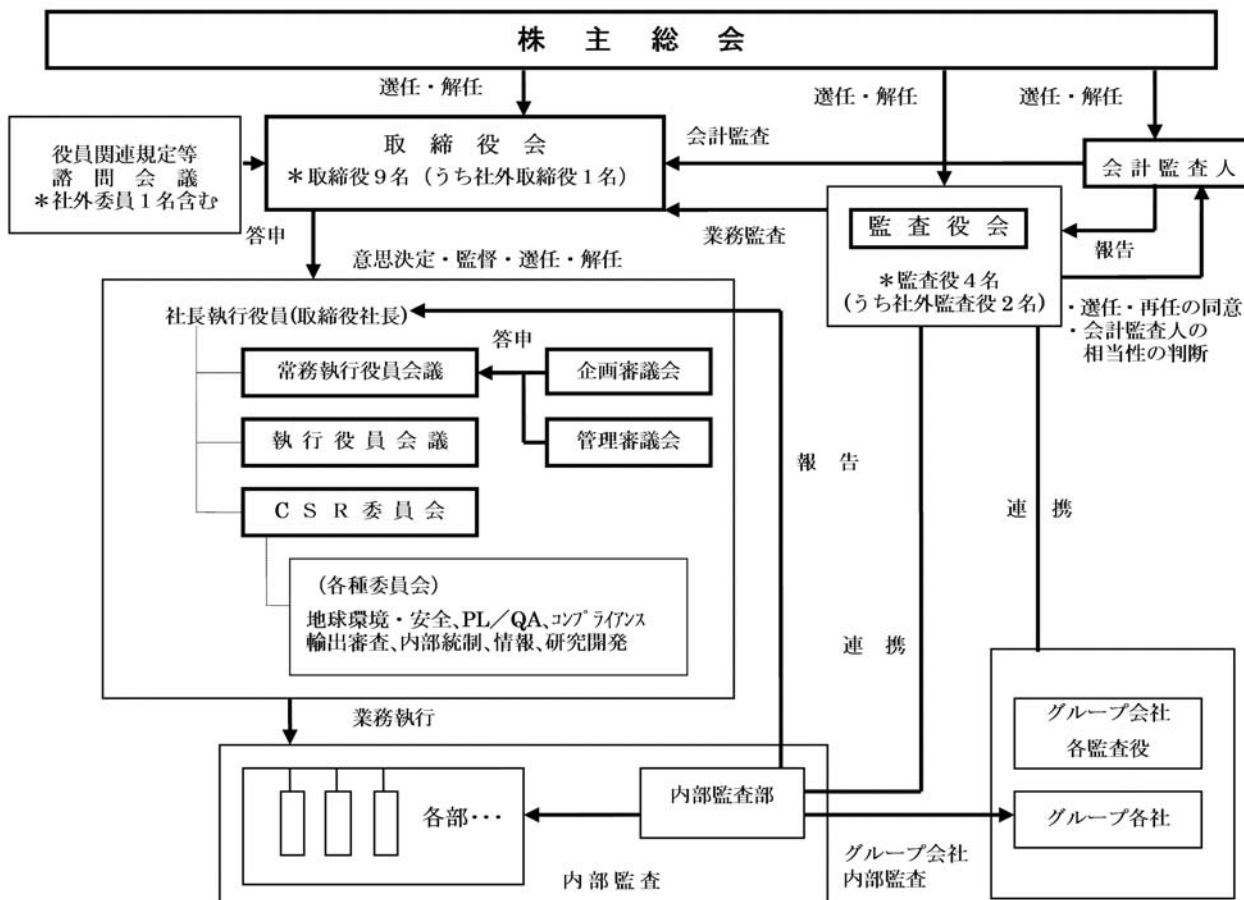 株主総会
選任・解任
選任・解任
選任・解任
役員関連規定等
諮問会議
＊社外委員１名含む
答申
取締役会
＊取締役９名（うち社外取締役１名）
会計監査
業務監査
会計監査人
監査役会
＊監査役４名
(うち社外監査役２名)
報告
・選任・再任の同意
・会計監査人の
相当性の判断
意思決定・監督・選任・解任
社長執行役員(取締役社長)
答申
常務執行役員会議
企画審議会
執行役員会議
管理審議会
ＣＳＲ委員会
(各種委員会)
地球環境・安全、PL／QA、ｺﾝﾌﾟﾗｲｱﾝｽ
輸出審査、内部統制、情報、研究開発
報告
連携
連携
業務執行
各部･･･
内部監査部
内部監査
グループ会社
内部監査
グループ会社
各監査役
グループ各社